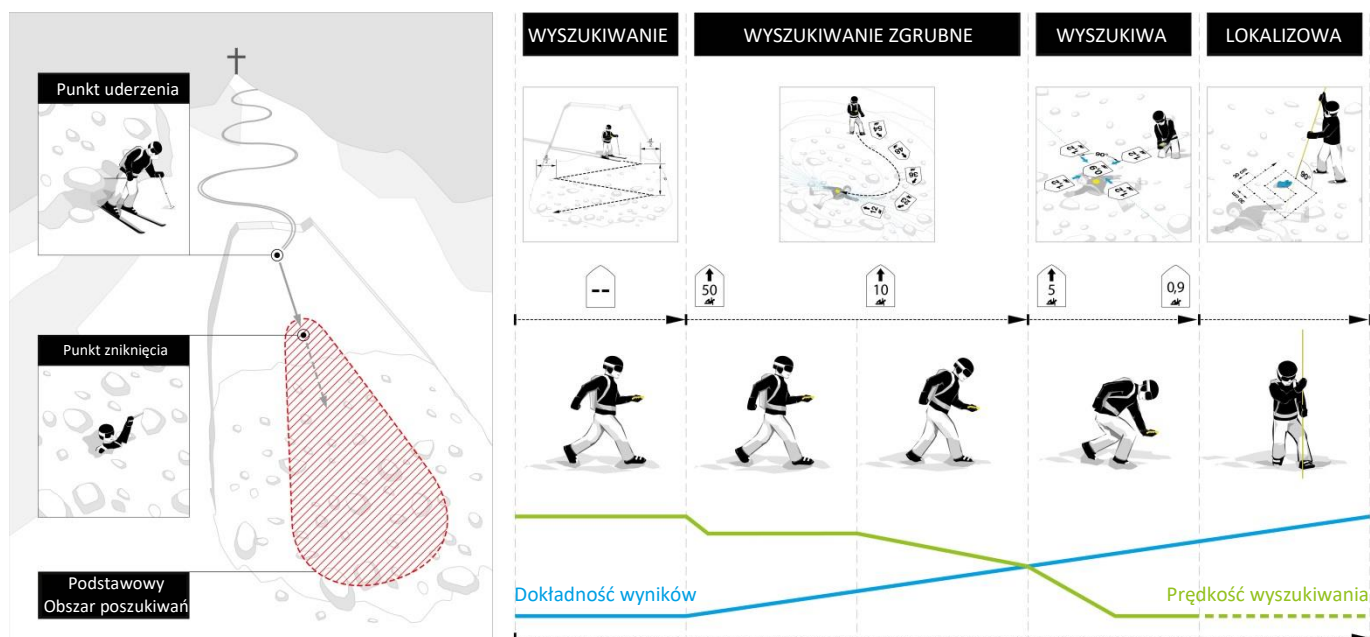 Punkt uderzenia
Punkt zniknięcia
Podstawowy
Obszar poszukiwań
WYSZUKIWANIE
WYSZUKIWANIE ZGRUBNE
WYSZUKIWA
LOKALIZOWA
--
50
10
5
0,9
Dokładność wyników
Prędkość wyszukiwania